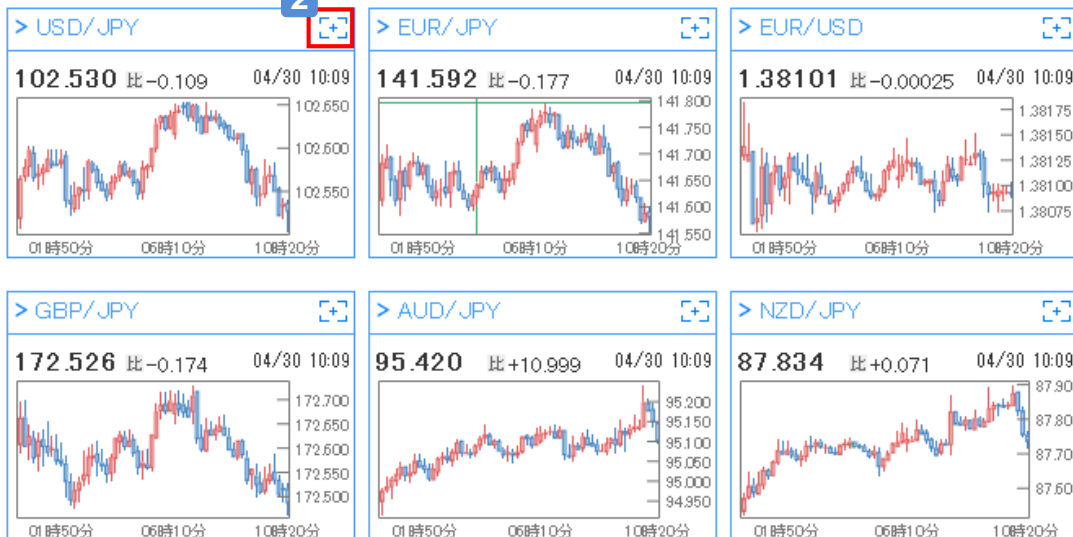 2
> USD/JPY
102.530 比-0.109 04/30 10:09
102.650
102.600
102.550
01時50分 06時10分 10時20分
> EUR/JPY
141.592 比-0.177 04/30 10:09
141.800
141.750
141.700
141.650
141.600
141.550
01時50分 06時10分 10時20分
> EUR/USD
1.38101 比-0.00025 04/30 10:09
1.38175
1.38150
1.38125
1.38100
1.38075
01時50分 06時10分 10時20分
> GBP/JPY
172.526 比-0.174 04/30 10:09
172.700
172.650
172.600
172.550
172.500
01時50分 06時10分 10時20分
> AUD/JPY
95.420 比+10.999 04/30 10:09
95.200
95.150
95.100
95.050
95.000
94.950
01時50分 06時10分 10時20分
> NZD/JPY
87.834 比+0.071 04/30 10:09
87.90
87.80
87.70
87.60
01時50分 06時10分 10時20分